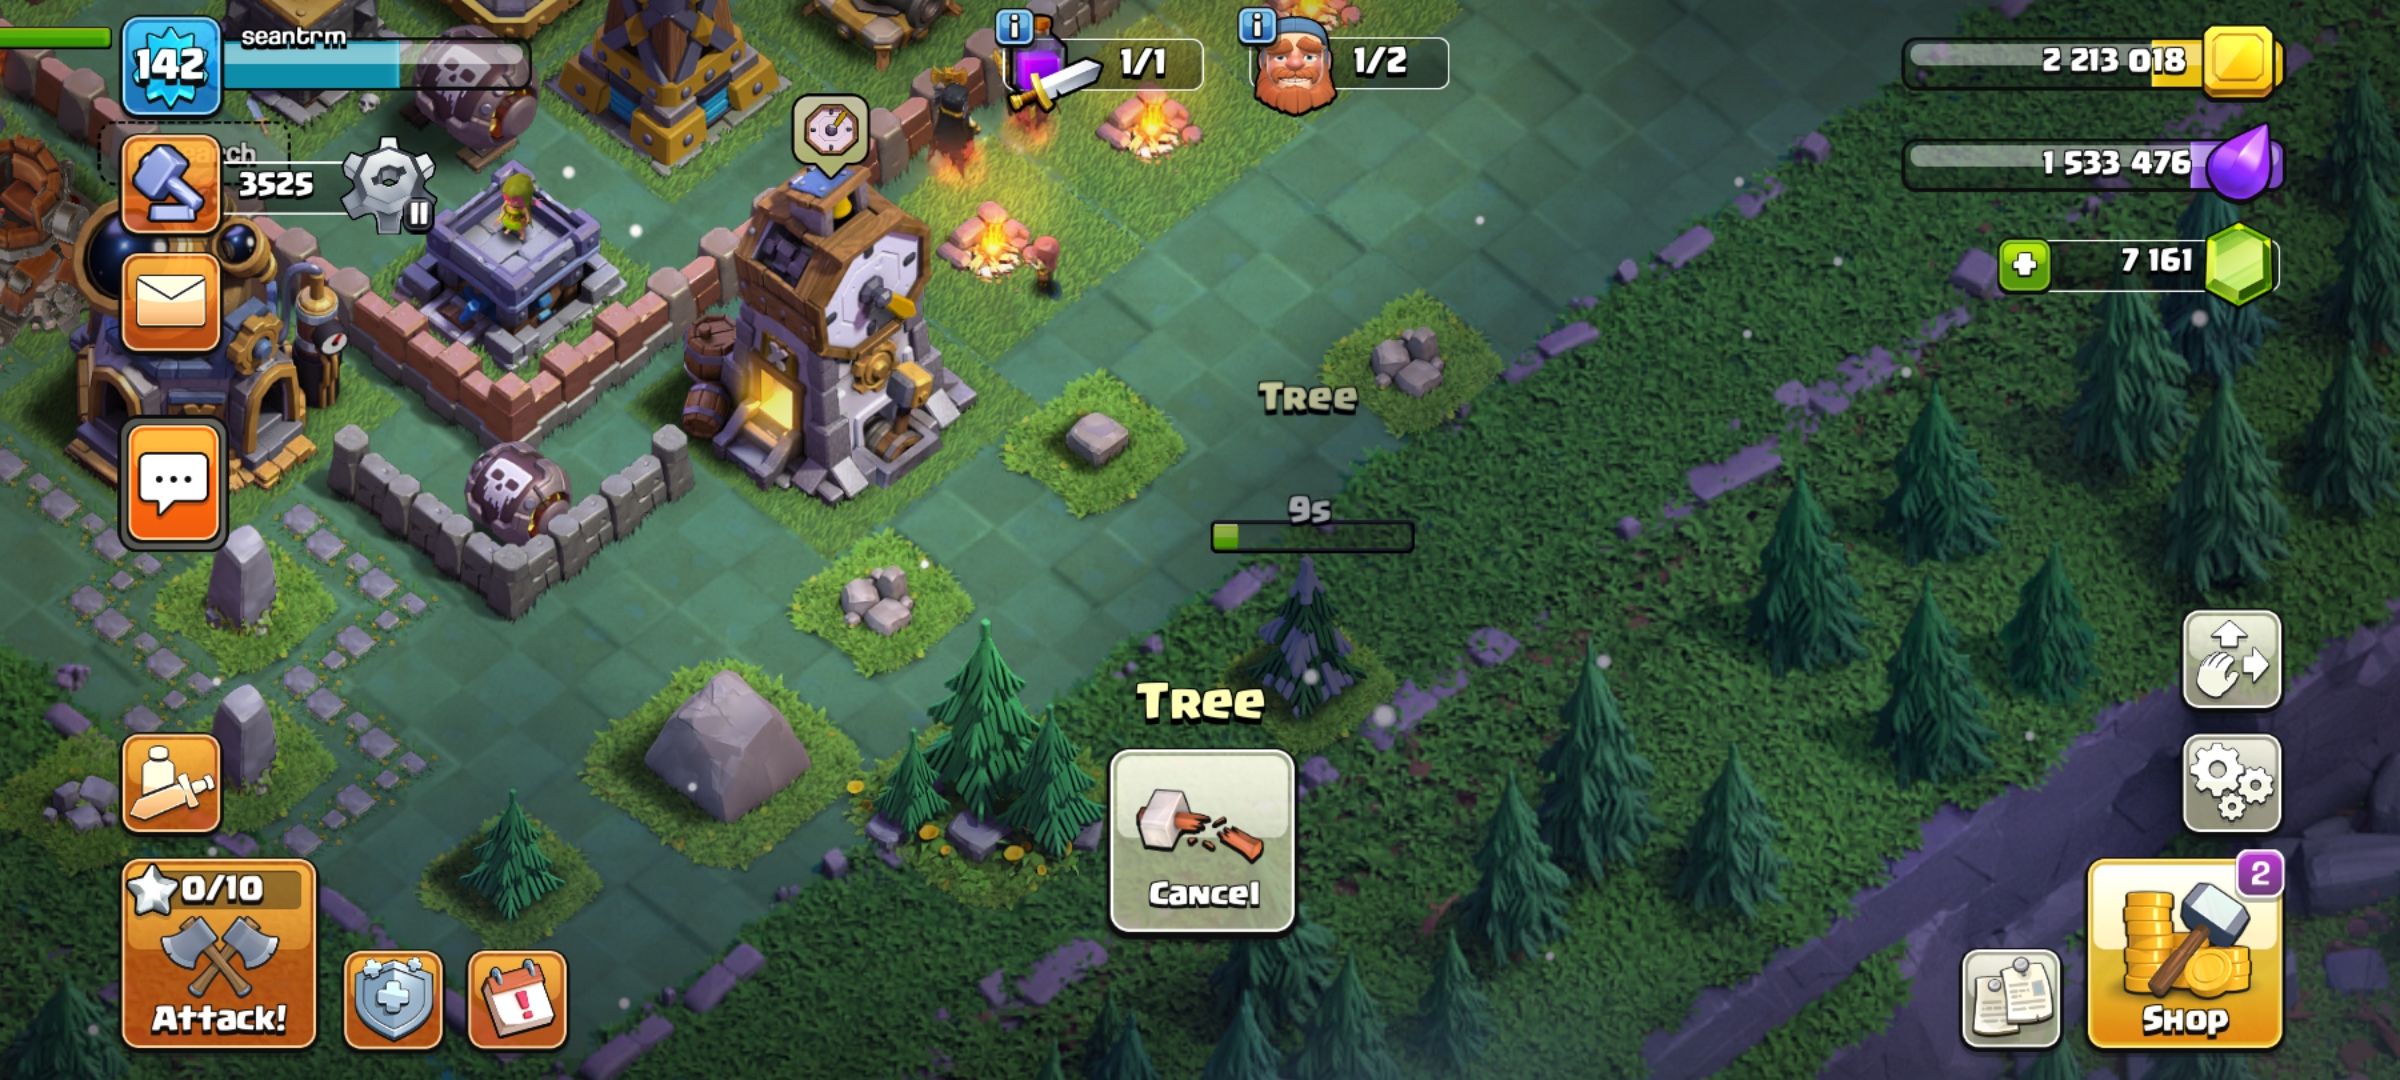 seantrm
142
1/1
1/2
2 213 018
3525
1 533 476
7 161
Tree
9s
Tree
Cancel
0/10
Attack!
2
Shop